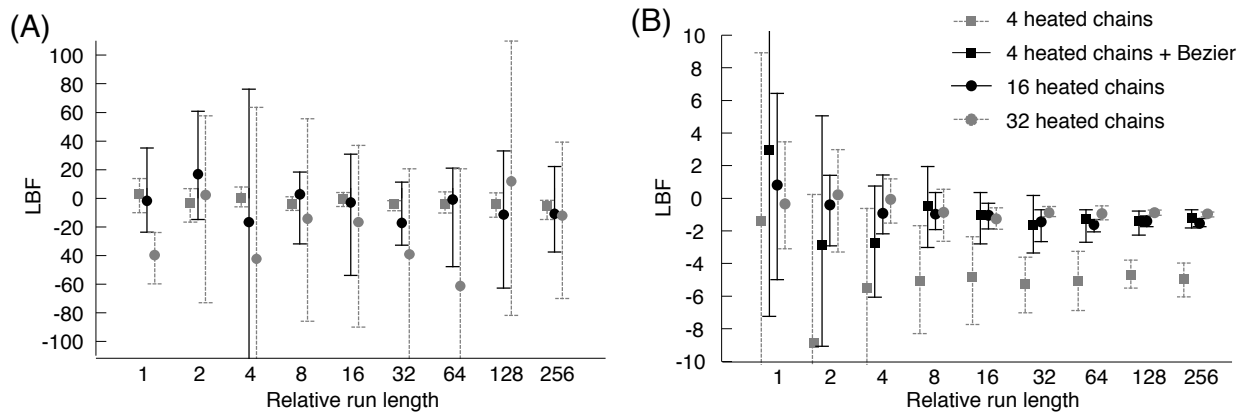 (A)
LBF
100
80
60
40
20
0
-20
-40
-60
-80
-100
1 2 4 8 16 32 64 128 256
Relative run length
(B)
LBF
10
8
6
4
2
0
-2
-4
-6
-8
-10
4 heated chains
4 heated chains + Bezier
16 heated chains
32 heated chains
1 2 4 8 16 32 64 128 256
Relative run length